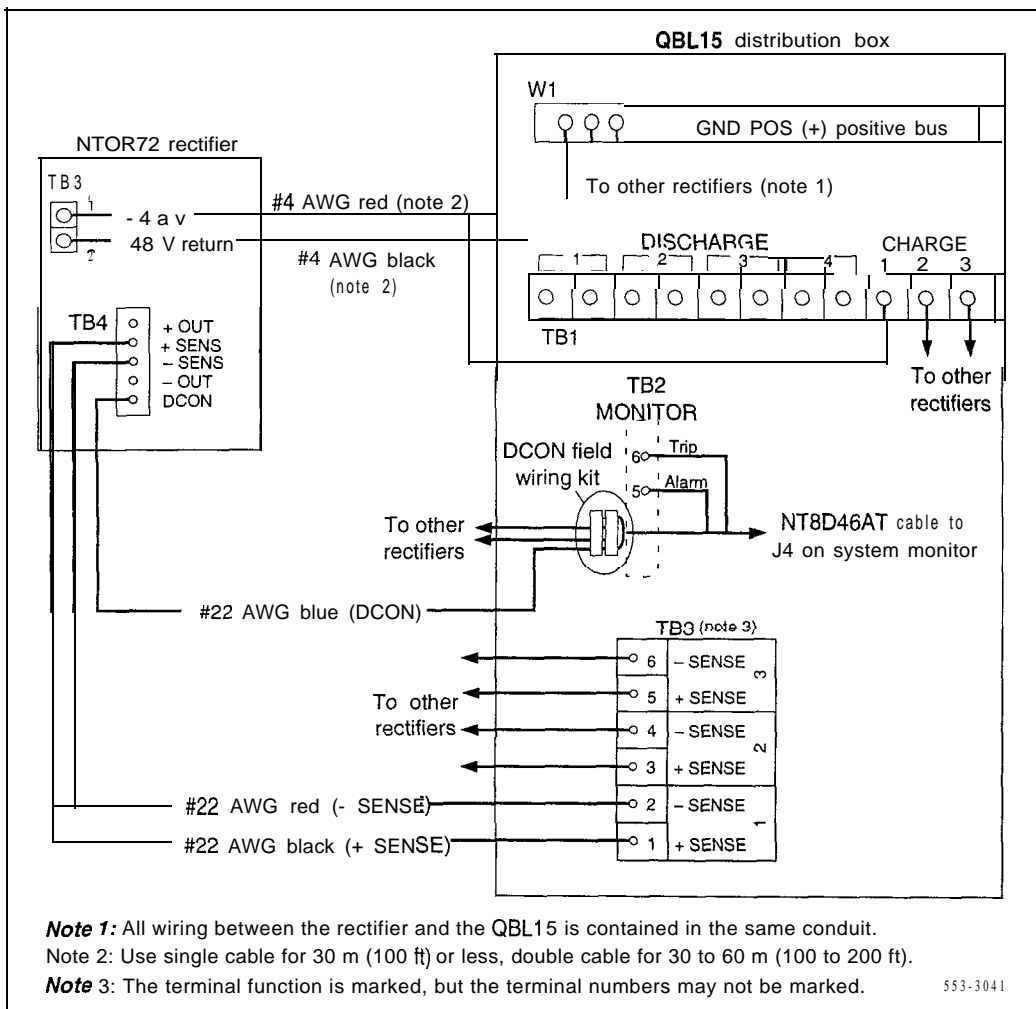 QBL15 distribution box
W1
GND POS (+) positive bus
To other rectifiers (note 1)
NTOR72 rectifier
TB3
1
- 4 a v
2
48 V return
#4 AWG red (note 2)
#4 AWG black
(note 2)
DISCHARGE
1 2 3 4
CHARGE
1 2 3
TB1
To other
rectifiers
TB4
+ OUT
+ SENS
– SENS
– OUT
DCON
TB2
MONITOR
DCON field
wiring kit
6 Trip
5 Alarm
To other
rectifiers
NT8D46AT cable to
J4 on system monitor
#22 AWG blue (DCON)
TB3 (note 3)
6 – SENSE
5 + SENSE
3
4 – SENSE
3 + SENSE
2
2 – SENSE
1 + SENSE
1
To other
rectifiers
#22 AWG red (- SENSE)
#22 AWG black (+ SENSE)
Note 1: All wiring between the rectifier and the QBL15 is contained in the same conduit.
Note 2: Use single cable for 30 m (100 ft) or less, double cable for 30 to 60 m (100 to 200 ft).
Note 3: The terminal function is marked, but the terminal numbers may not be marked.
553-3041